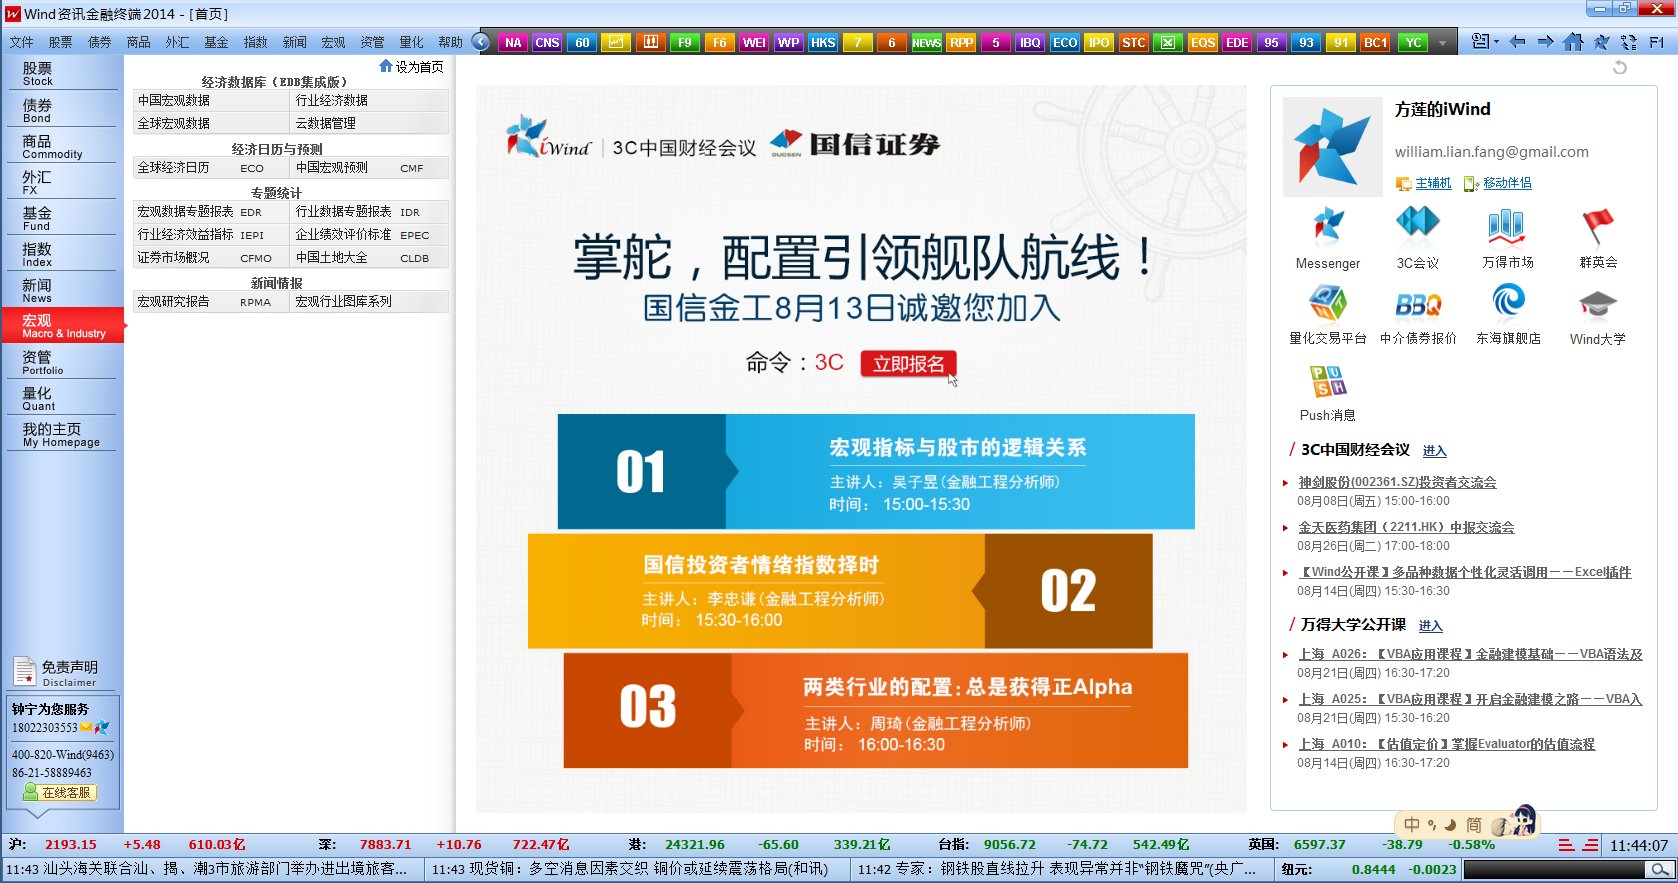 Wind资讯金融终端2014 - [首页]
文件 股票 债券 商品 外汇 基金 指数 新闻 宏观 资管 量化 帮助
NA CNS 60 F9 F6 WEI WP HKS 7 6 NEWS RPP 5 IBQ ECO IPO STC EQS EDE 95 93 91 BC1 YC F1
股票
Stock
债券
Bond
商品
Commodity
外汇
FX
基金
Fund
指数
Index
新闻
News
宏观
Macro & Industry
资管
Portfolio
量化
Quant
我的主页
My Homepage
免责声明
Disclaimer
钟宁为您服务
18022303553
400-820-Wind(9463)
86-21-58889463
在线客服
设为首页
经济数据库（EDB集成版）
中国宏观数据 行业经济数据
全球宏观数据 云数据管理
经济日历与预测
全球经济日历 ECO 中国宏观预测 CMF
专题统计
宏观数据专题报表 EDR 行业数据专题报表 IDR
行业经济效益指标 IEPI 企业绩效评价标准 EPEC
证券市场概况 CFMO 中国土地大全 CLDB
新闻情报
宏观研究报告 RPMA 宏观行业图库系列
iWind 3C中国财经会议 GUOSEN 国信证券
掌舵，配置引领舰队航线！
国信金工8月13日诚邀您加入
命令：3C 立即报名
01
宏观指标与股市的逻辑关系
主讲人：吴子昱(金融工程分析师)
时间： 15:00-15:30
国信投资者情绪指数择时
主讲人：李忠谦(金融工程分析师)
时间： 15:30-16:00
02
03
两类行业的配置：总是获得正Alpha
主讲人：周琦(金融工程分析师)
时间： 16:00-16:30
方莲的iWind
william.lian.fang@gmail.com
主辅机 移动伴侣
Messenger 3C会议 万得市场 群英会
BBQ
量化交易平台 中介债券报价 东海旗舰店 Wind大学
PUSH
Push消息
/ 3C中国财经会议 进入
神剑股份(002361.SZ)投资者交流会
08月08日(周五) 15:00-16:00
金天医药集团（2211.HK）中报交流会
08月26日(周二) 17:00-18:00
【Wind公开课】多品种数据个性化灵活调用——Excel插件
08月14日(周四) 15:30-16:30
/ 万得大学公开课 进入
上海 A026：【VBA应用课程】金融建模基础——VBA语法及
08月21日(周四) 16:30-17:20
上海 A025：【VBA应用课程】开启金融建模之路——VBA入
08月21日(周四) 15:30-16:20
上海 A010：【估值定价】掌握Evaluator的估值流程
08月14日(周四) 16:30-17:20
中 简
沪: 2193.15 +5.48 610.03亿 深: 7883.71 +10.76 722.47亿 港: 24321.96 -65.60 339.21亿 台指: 9056.72 -74.72 542.49亿 英国: 6597.37 -38.79 -0.58% 11:44:07
11:43 汕头海关联合汕、揭、潮3市旅游部门举办进出境旅客... 11:43 现货铜：多空消息因素交织 铜价或延续震荡格局(和讯) 11:42 专家：钢铁股直线拉升 表现异常并非“钢铁魔咒”(央广... 纽元: 0.8444 -0.0023